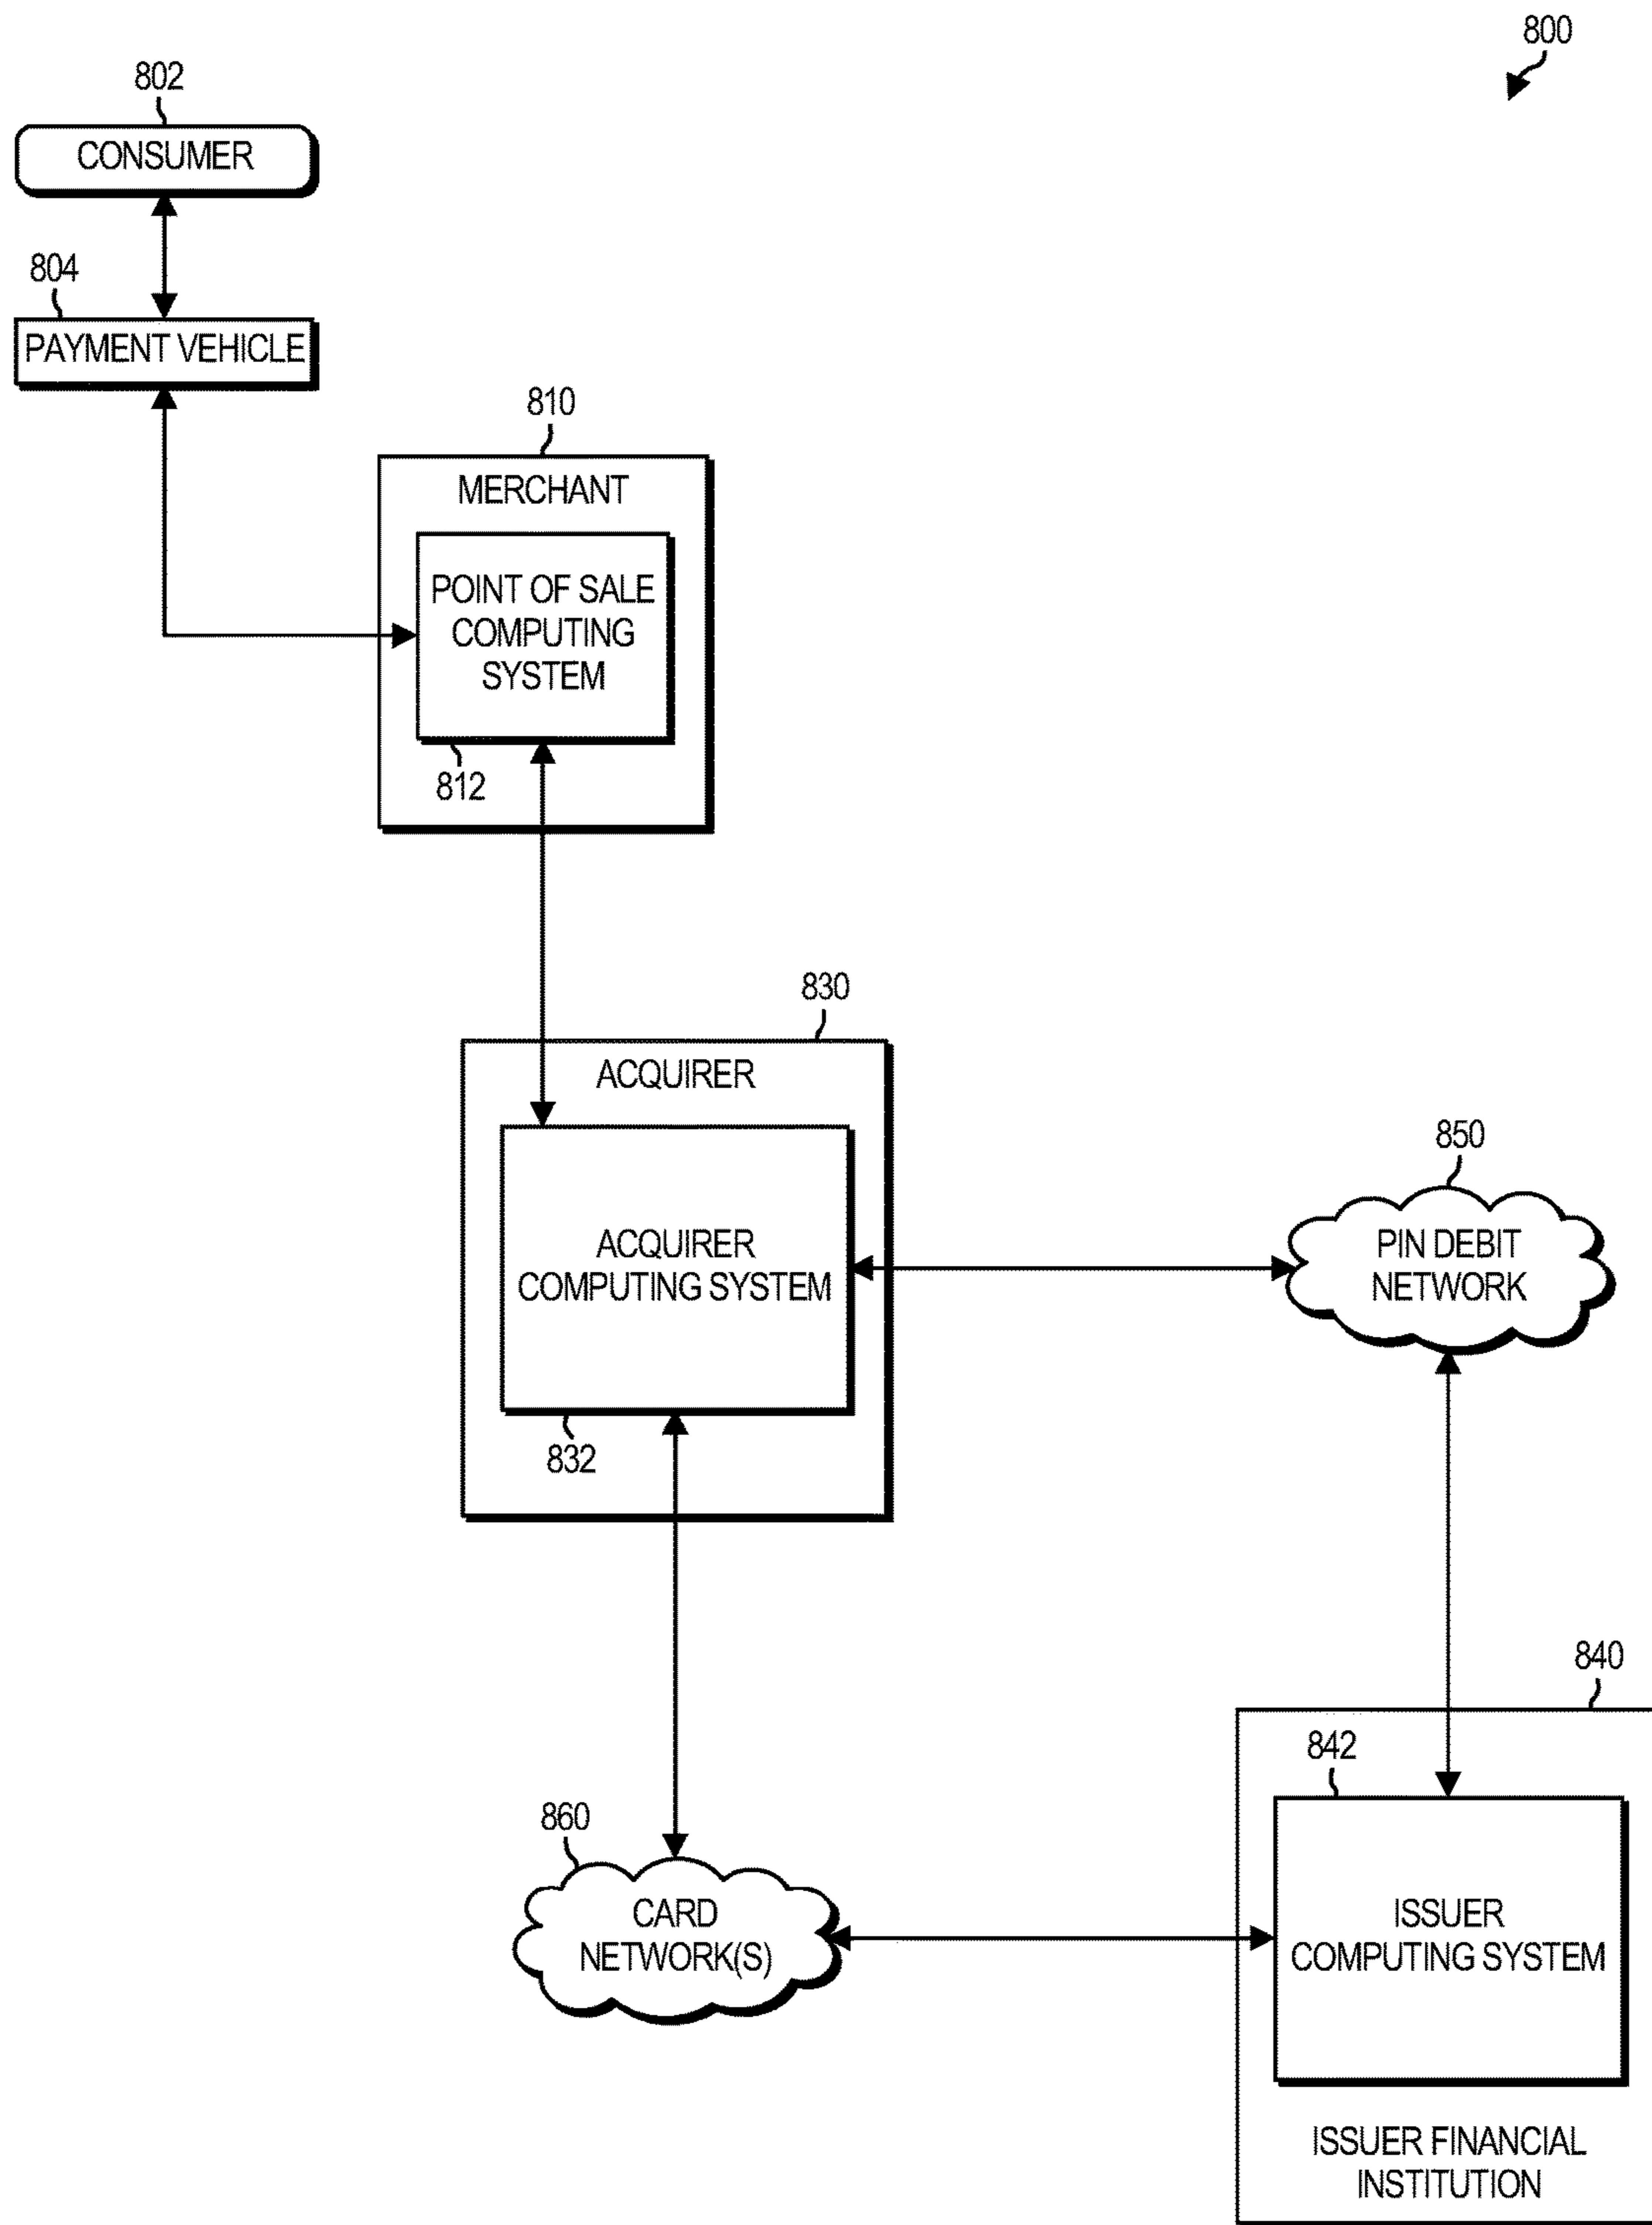 800
802
CONSUMER
804
PAYMENT VEHICLE
810
MERCHANT
POINT OF SALE
COMPUTING
SYSTEM
812
830
ACQUIRER
ACQUIRER
COMPUTING SYSTEM
832
850
PIN DEBIT
NETWORK
840
842
ISSUER
COMPUTING SYSTEM
ISSUER FINANCIAL
INSTITUTION
860
CARD
NETWORK(S)